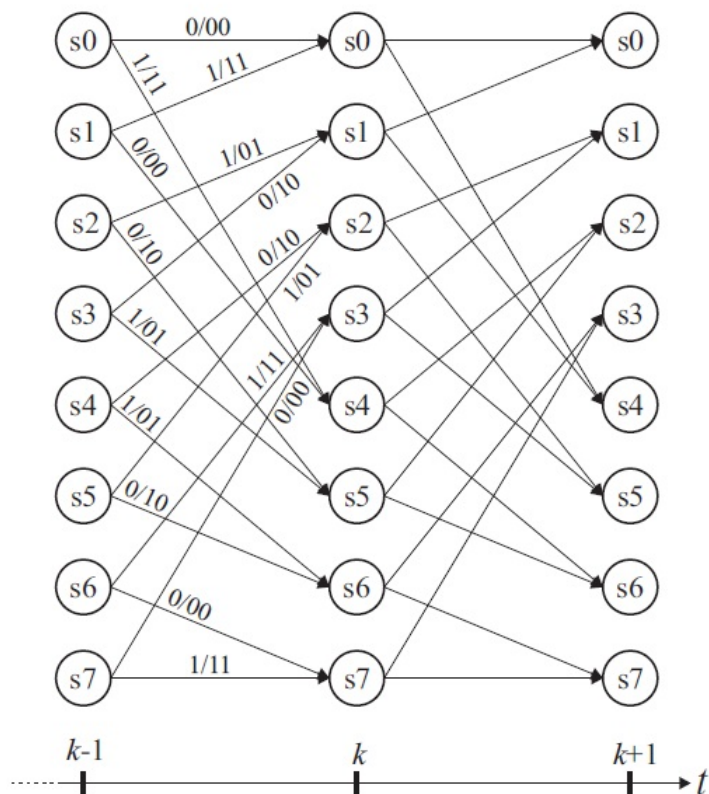 s0 0/00 s0 s0
1/11 1/11
s1 s1 s1
0/00 1/01
0/10
s2 s2 s2
0/10 0/10
1/01
s3 s3 s3
1/01
1/11
0/00
s4 s4 s4
1/01
s5 s5 s5
0/10
s6 s6 s6
0/00
s7 1/11 s7 s7
k-1 k k+1
t